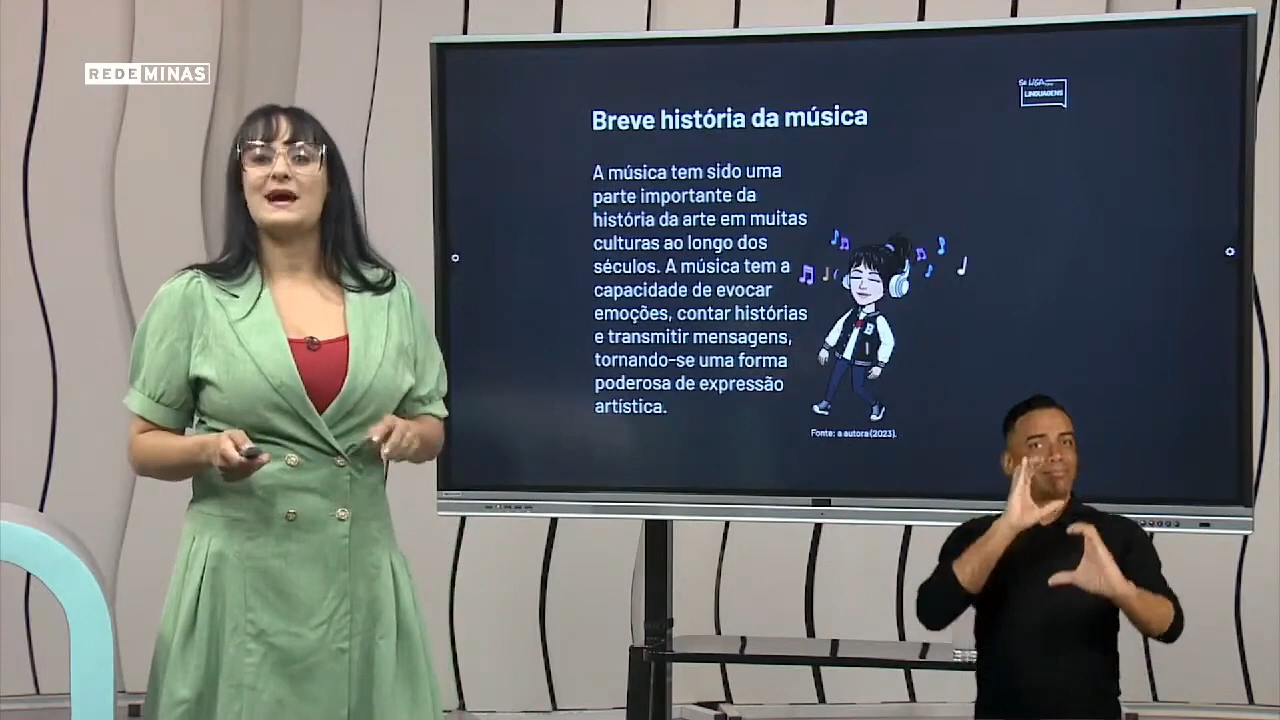 REDE MINAS
Se LIGA
LINGUAGENS
Breve história da música
A música tem sido uma
parte importante da
história da arte em muitas
culturas ao longo dos
séculos. A música tem a
capacidade de evocar
emoções, contar histórias
e transmitir mensagens,
tornando-se uma forma
poderosa de expressão
artística.
Fonte: a autora (2023).